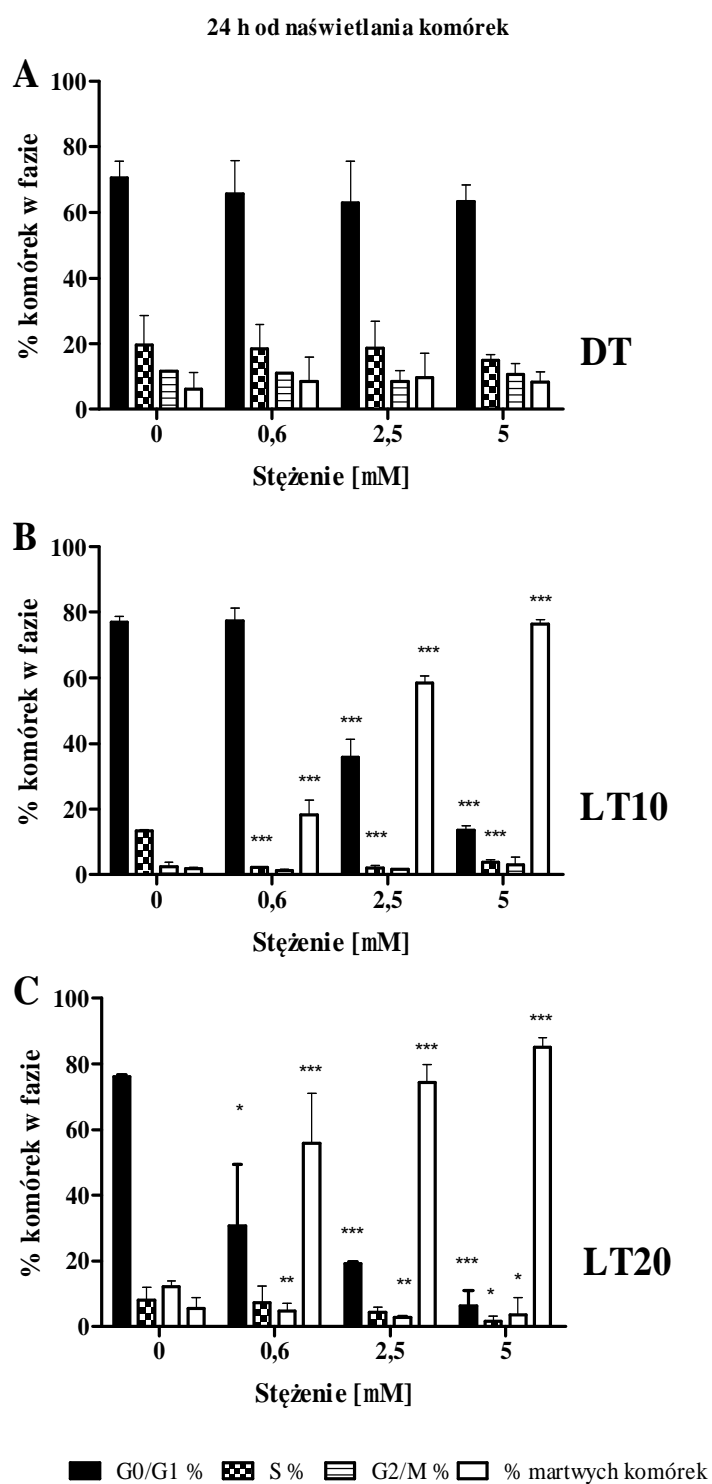 24 h od naświetlania komórek
A
% komórek w fazie
100
80
60
40
20
0
0 0,6 2,5 5
Stężenie [mM]
DT
B
% komórek w fazie
100
80
60
40
20
0
*** *** *** *** *** *** *** *** ***
0 0,6 2,5 5
Stężenie [mM]
LT10
C
% komórek w fazie
100
80
60
40
20
0
* ** *** *** ** *** *** * * ***
0 0,6 2,5 5
Stężenie [mM]
LT20
G0/G1 % S % G2/M % % martwych komórek